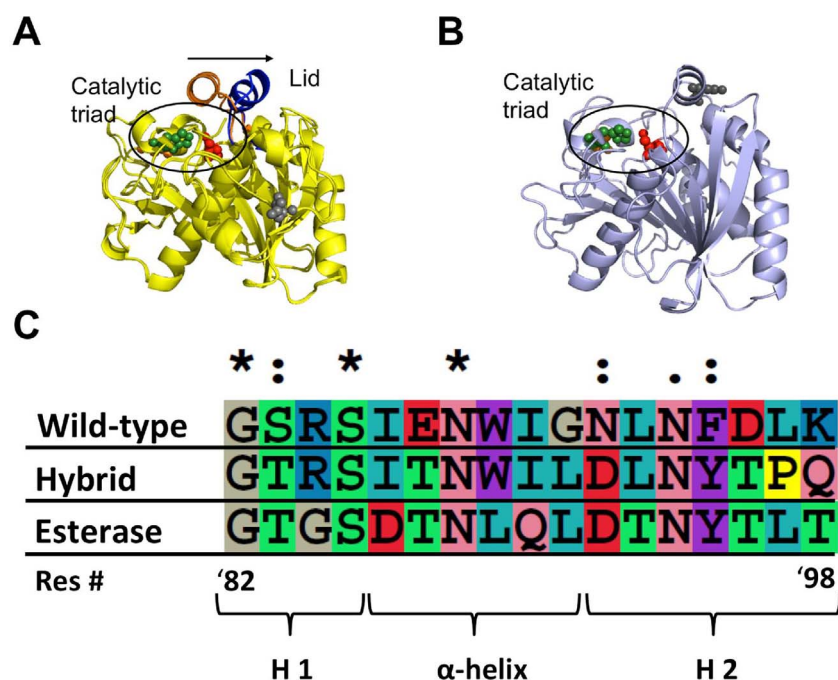 A
B
Catalytic
triad
Lid
Catalytic
triad
C
* : * * : . :
Wild-type GSRSIENWIGNLNFDLK
Hybrid GTRSITNWILDLNYTPQ
Esterase GTGSDTNLQLDTNYTLT
Res # ‘82 ‘98
H 1 α-helix H 2